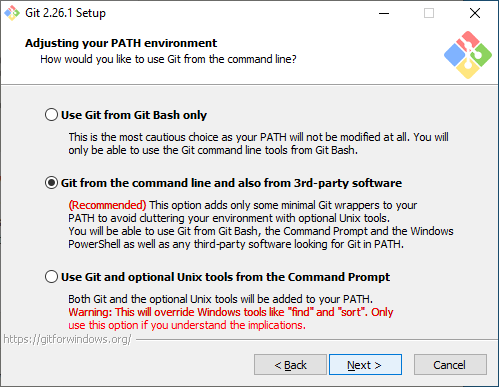 Git 2.26.1 Setup
Adjusting your PATH environment
How would you like to use Git from the command line?
Use Git from Git Bash only
This is the most cautious choice as your PATH will not be modified at all. You will
only be able to use the Git command line tools from Git Bash.
Git from the command line and also from 3rd-party software
(Recommended) This option adds only some minimal Git wrappers to your
PATH to avoid cluttering your environment with optional Unix tools.
You will be able to use Git from Git Bash, the Command Prompt and the Windows
PowerShell as well as any third-party software looking for Git in PATH.
Use Git and optional Unix tools from the Command Prompt
Both Git and the optional Unix tools will be added to your PATH.
Warning: This will override Windows tools like "find" and "sort". Only
use this option if you understand the implications.
https://gitforwindows.org/
< Back
Next >
Cancel